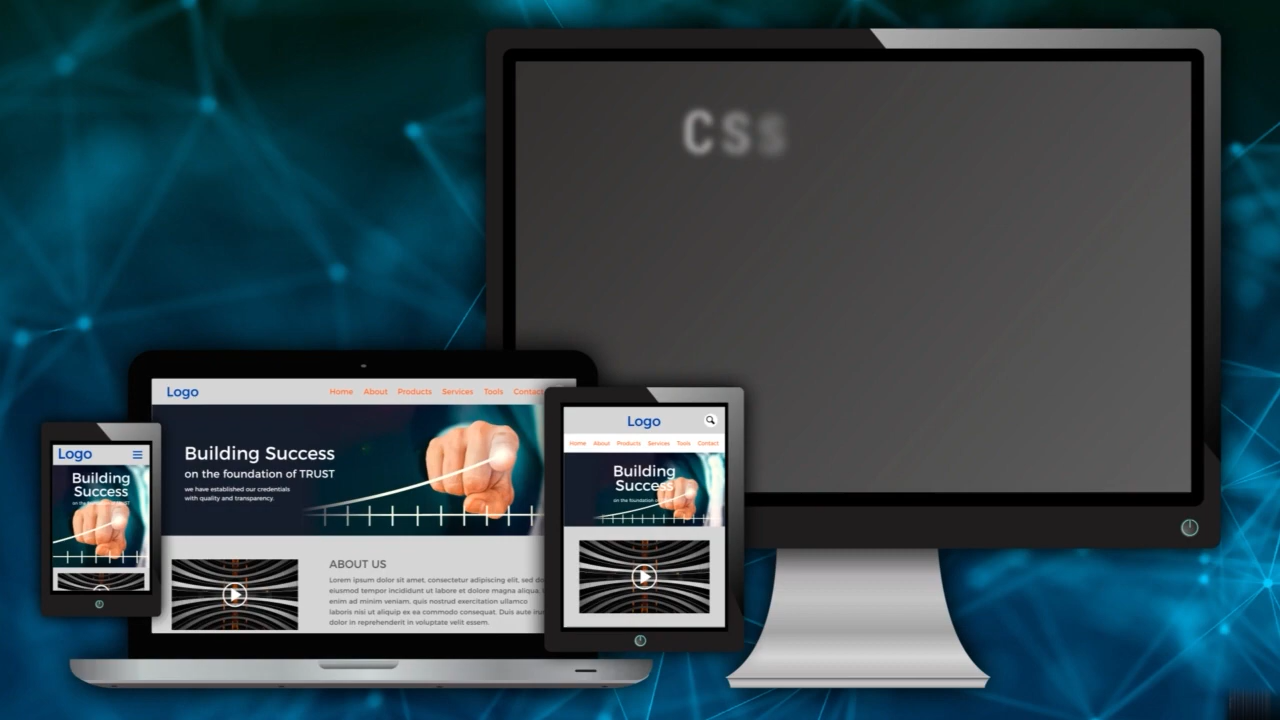 CSs
Logo
Building
Success
Logo
Home About Products Services Tools Contact
Building Success
on the foundation of TRUST
we have established our credentials
with quality and transparency.
ABOUT US
Lorem ipsum dolor sit amet, consectetur adipiscing elit, sed do
eiusmod tempor incididunt ut labore et dolore magna aliqua.
enim ad minim veniam, quis nostrud exercitation ullamco
laboris nisi ut aliquip ex ea commodo consequat. Duis aute
dolor in reprehenderit in voluptate velit essem.
Logo
Home About Products Services Tools Contact
Building
Success
on the foundation